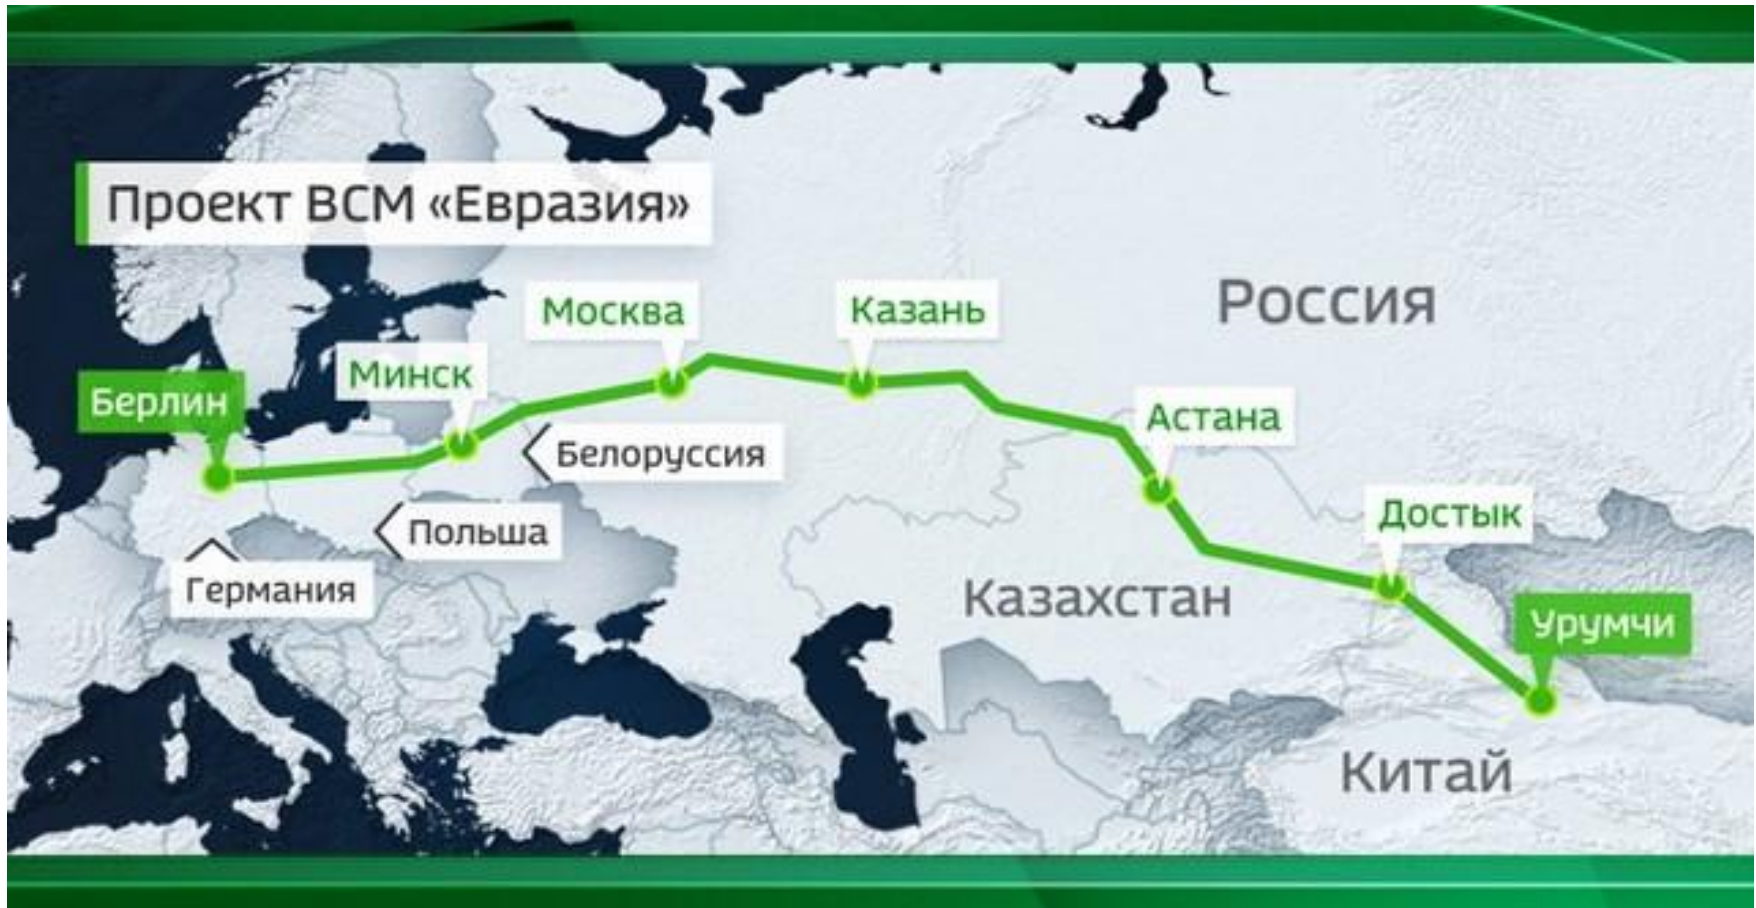 Проект ВСМ «Евразия»
Россия
Москва
Казань
Минск
Берлин
Астана
Белоруссия
Достык
Польша
Германия
Казахстан
Урумчи
Китай